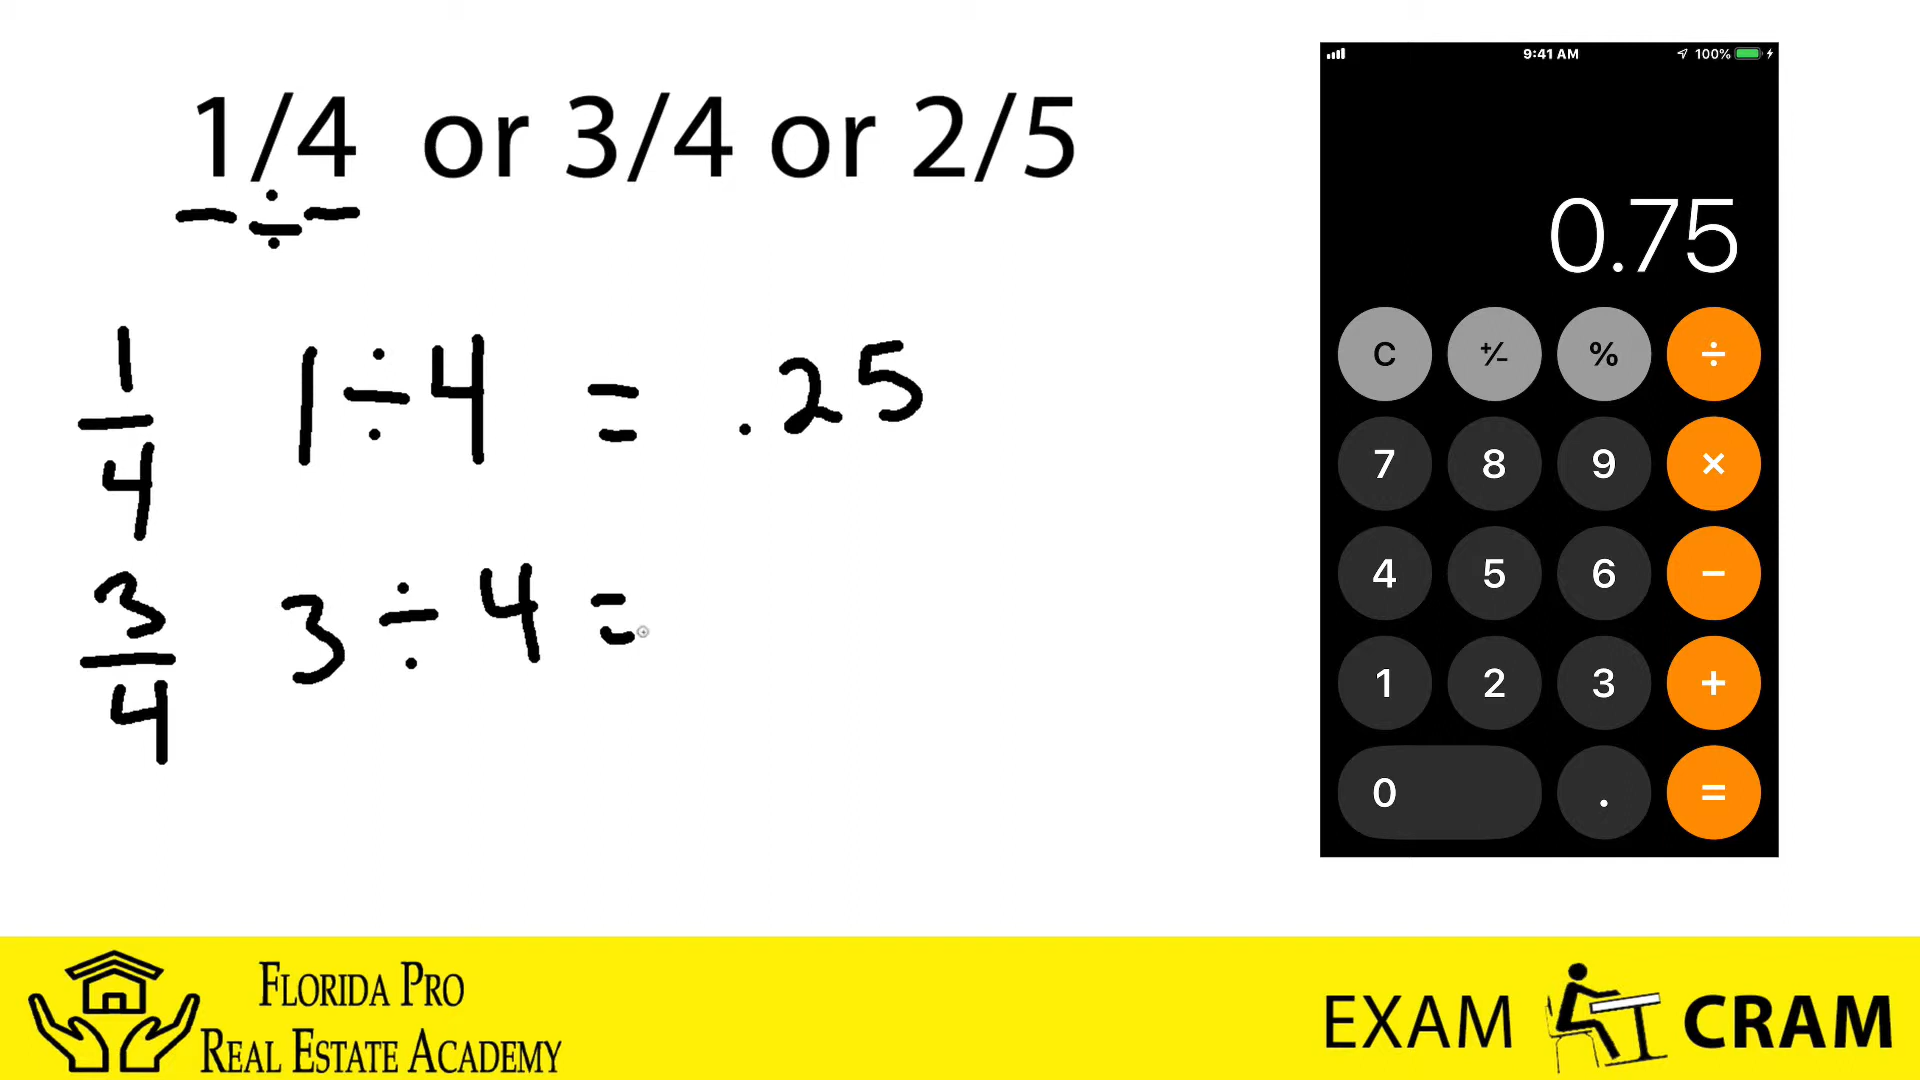 1/4 or 3/4 or 2/5
- ÷ -
1/4 1 ÷ 4 = .25
3/4 3 ÷ 4 =
9:41 AM 100%
0.75
C +/- % ÷
7 8 9 ×
4 5 6 −
1 2 3 +
0 . =
FLORIDA PRO
REAL ESTATE ACADEMY
EXAM CRAM